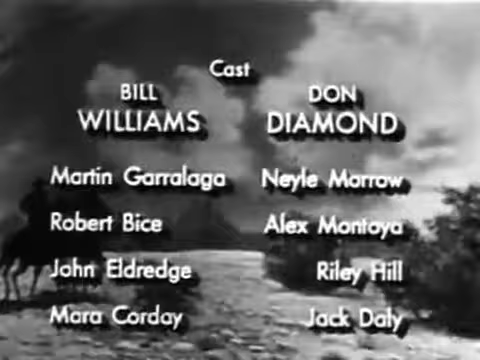 Cast
BILL DON
WILLIAMS DIAMOND
Martin Garralaga Neyle Morrow
Robert Bice Alex Montoya
John Eldredge Riley Hill
Mara Corday Jack Daly